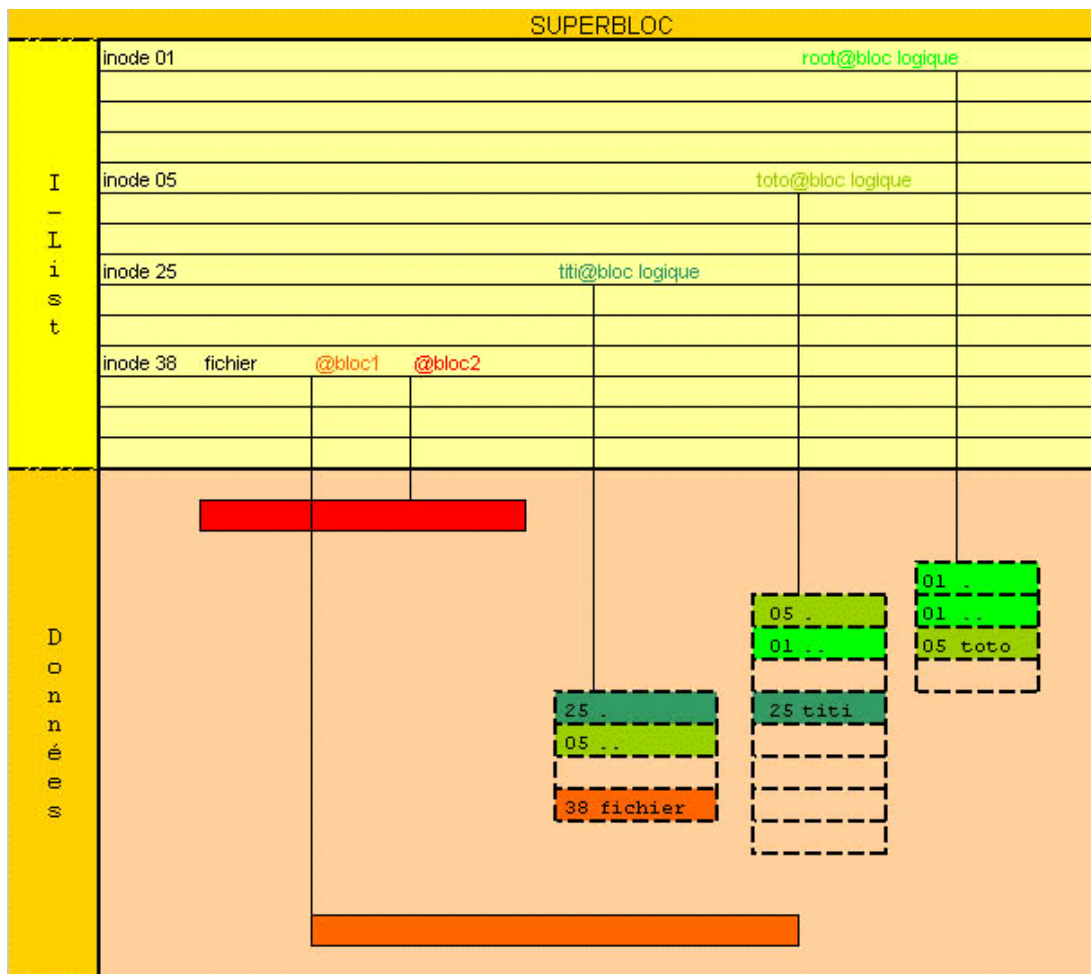 SUPERBLOC
I-List
inode 01 root@bloc logique
inode 05 toto@bloc logique
inode 25 titi@bloc logique
inode 38 fichier @bloc1 @bloc2
Données
25 .
05 ..
38 fichier
05 .
01 ..
25 titi
01 .
01 ..
05 toto